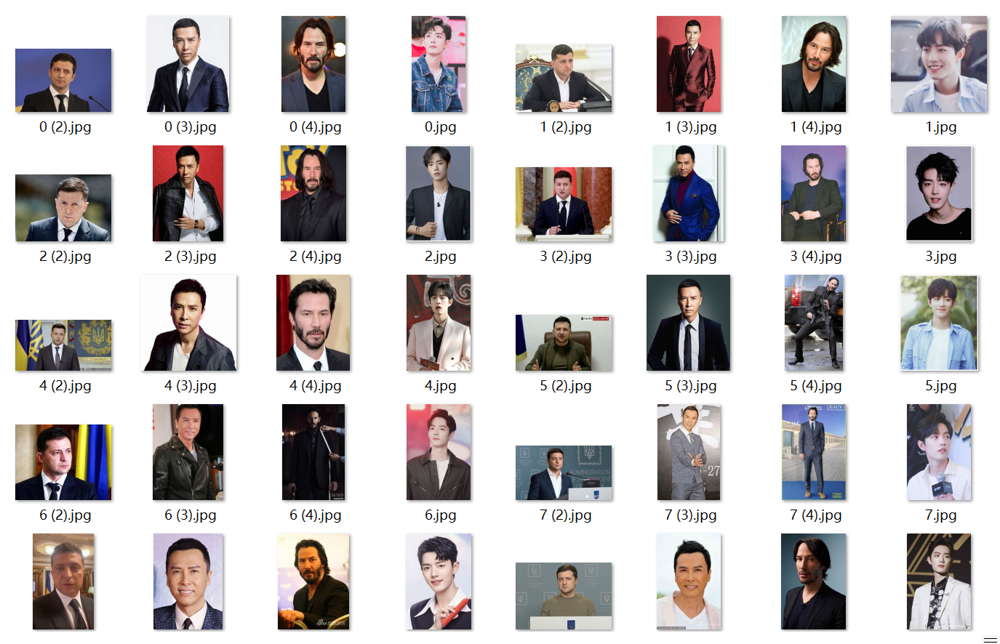 0 (2).jpg
0 (3).jpg
0 (4).jpg
0.jpg
1 (2).jpg
1 (3).jpg
1 (4).jpg
1.jpg
2 (2).jpg
2 (3).jpg
2 (4).jpg
2.jpg
3 (2).jpg
3 (3).jpg
3 (4).jpg
3.jpg
4 (2).jpg
4 (3).jpg
4 (4).jpg
4.jpg
5 (2).jpg
5 (3).jpg
5 (4).jpg
5.jpg
6 (2).jpg
6 (3).jpg
6 (4).jpg
6.jpg
7 (2).jpg
7 (3).jpg
7 (4).jpg
7.jpg